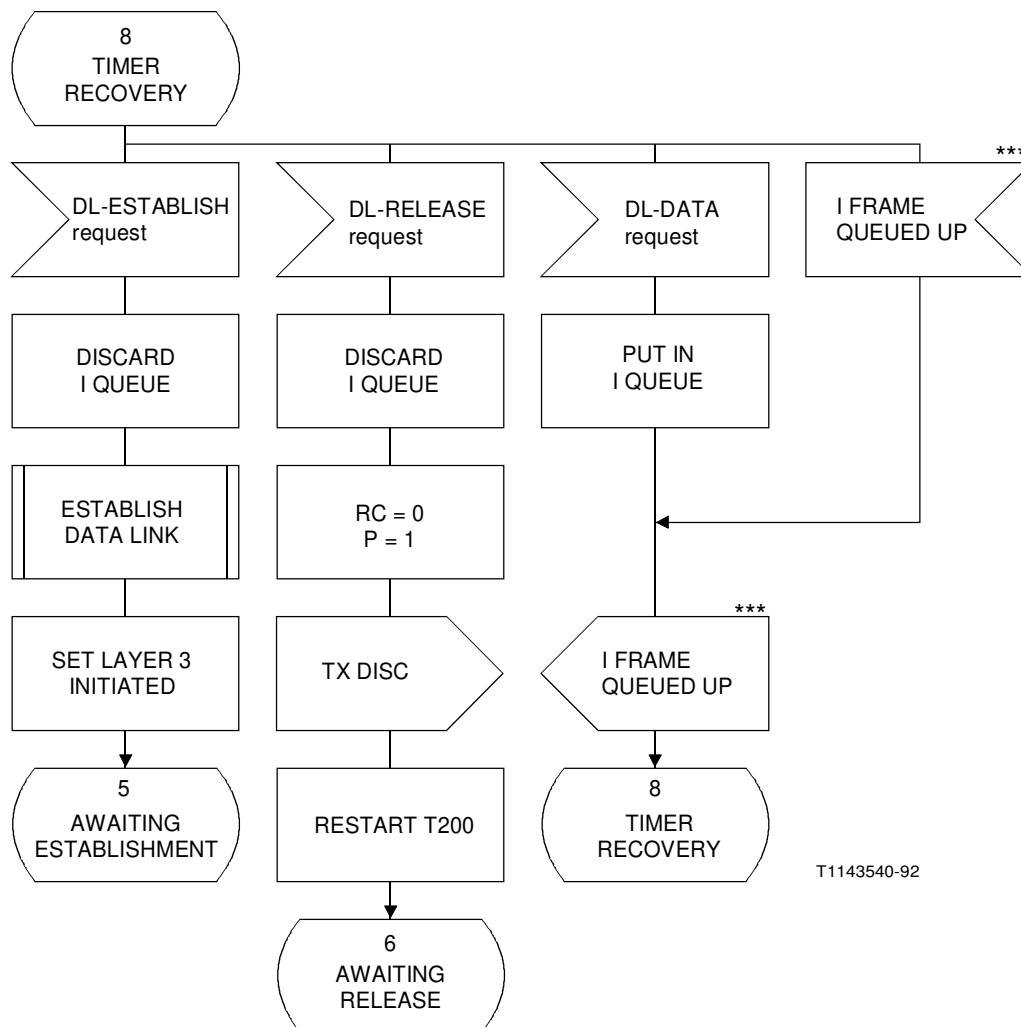 8
TIMER
RECOVERY
***
DL-ESTABLISH
request
DL-RELEASE
request
DL-DATA
request
I FRAME
QUEUED UP
DISCARD
I QUEUE
DISCARD
I QUEUE
PUT IN
I QUEUE
ESTABLISH
DATA LINK
RC = 0
P = 1
***
SET LAYER 3
INITIATED
TX DISC
I FRAME
QUEUED UP
5
AWAITING
ESTABLISHMENT
RESTART T200
8
TIMER
RECOVERY
T1143540-92
6
AWAITING
RELEASE